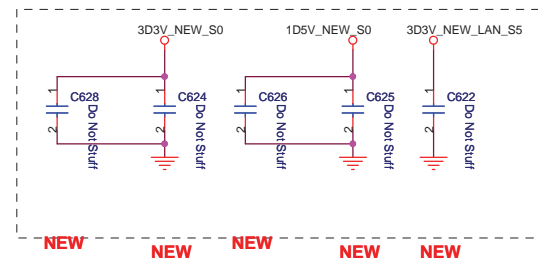 3D3V_NEW_S0 1D5V_NEW_S0 3D3V_NEW_LAN_S5
1 C628 1 C624 1 C626 1 C625 1 C622
2 Do Not Stuff 2 Do Not Stuff 2 Do Not Stuff 2 Do Not Stuff 2 Do Not Stuff
NEW NEW NEW NEW NEW